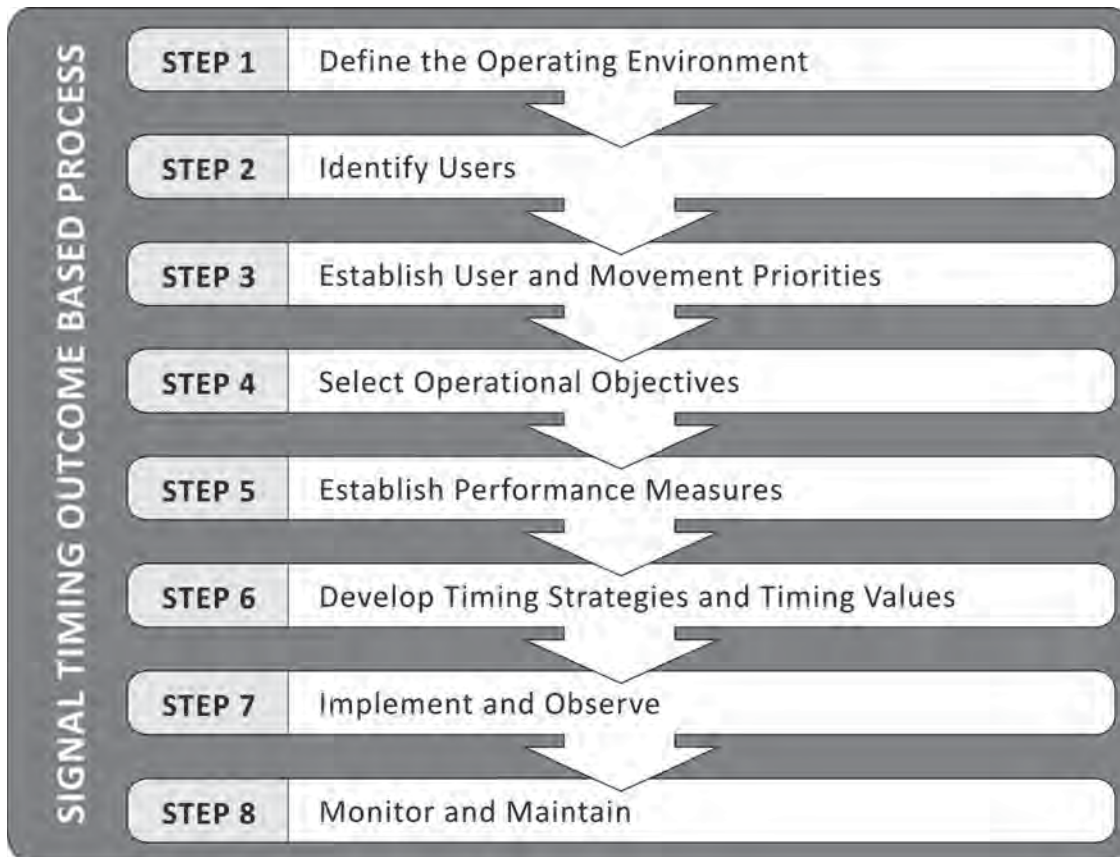 SIGNAL TIMING OUTCOME BASED PROCESS
STEP 1 Define the Operating Environment
STEP 2 Identify Users
STEP 3 Establish User and Movement Priorities
STEP 4 Select Operational Objectives
STEP 5 Establish Performance Measures
STEP 6 Develop Timing Strategies and Timing Values
STEP 7 Implement and Observe
STEP 8 Monitor and Maintain